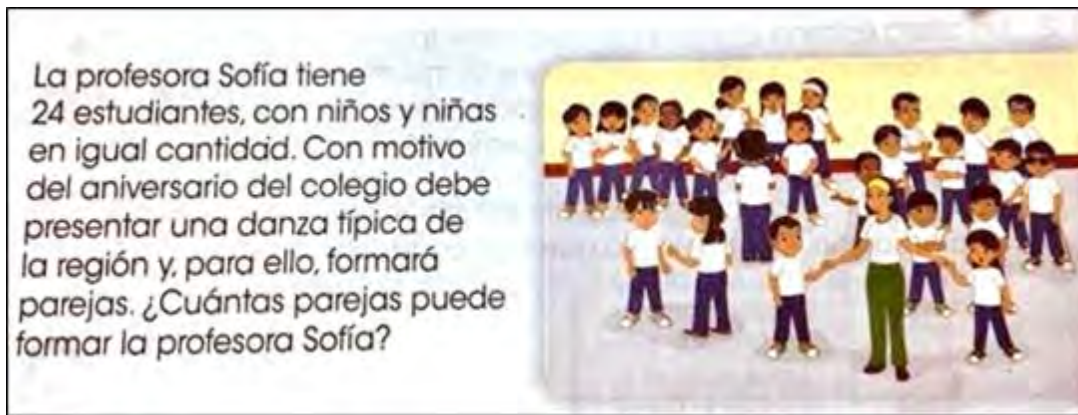 La profesora Sofía tiene
24 estudiantes, con niños y niñas
en igual cantidad. Con motivo
del aniversario del colegio debe
presentar una danza típica de
la región y, para ello, formará
parejas. ¿Cuántas parejas puede
formar la profesora Sofía?